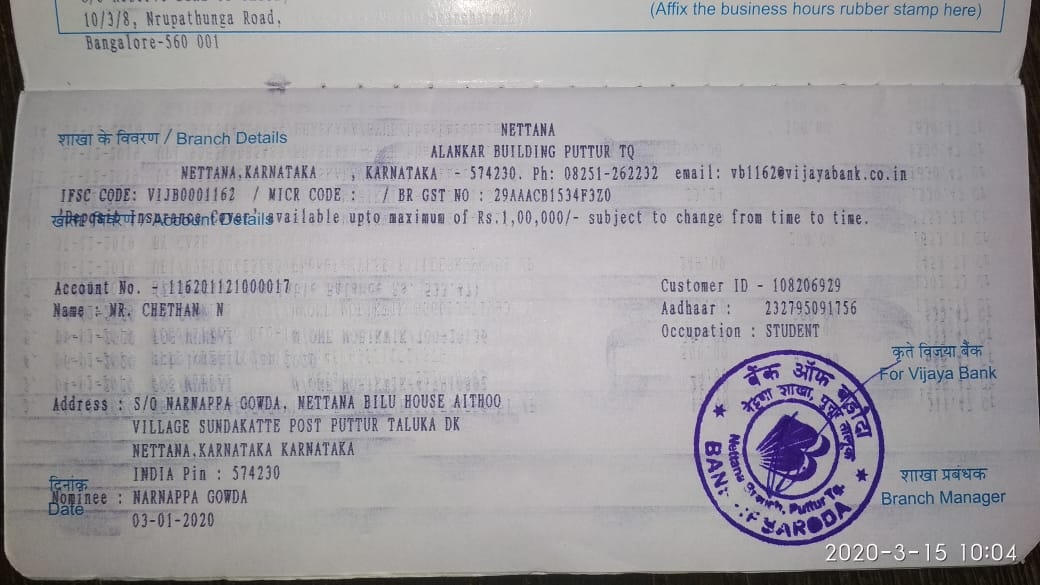 10/3/8, Nrupathunga Road,
Bangalore-560 001
(Affix the business hours rubber stamp here)
शाखा के विवरण / Branch Details
NETTANA
ALANKAR BUILDING PUTTUR TQ
NETTANA,KARNATAKA , KARNATAKA - 574230. Ph: 08251-262232 email: vb1162@vijayabank.co.in
IFSC CODE: VIJB0001162 / MICR CODE : / BR GST NO : 29AAACB1534F3Z0
'Deposit Insurance Cover' available upto maximum of Rs.1,00,000/- subject to change from time to time.
Account Details
Account No. - 116201121000017
Customer ID - 108206929
Name : MR. CHETHAN N
Aadhaar : 232795091756
Occupation : STUDENT
कृते विजया बैंक
For Vijaya Bank
Address : S/O NARNAPPA GOWDA, NETTANA BILU HOUSE AITHOO
VILLAGE SUNDAKATTE POST PUTTUR TALUKA DK
NETTANA,KARNATAKA KARNATAKA
INDIA Pin : 574230
दिनांक
Nominee : NARNAPPA GOWDA
Date
03-01-2020
शाखा प्रबंधक
Branch Manager
बैंक ऑफ
Nettana Branch, Puttur Tq.
2020-3-15 10:04